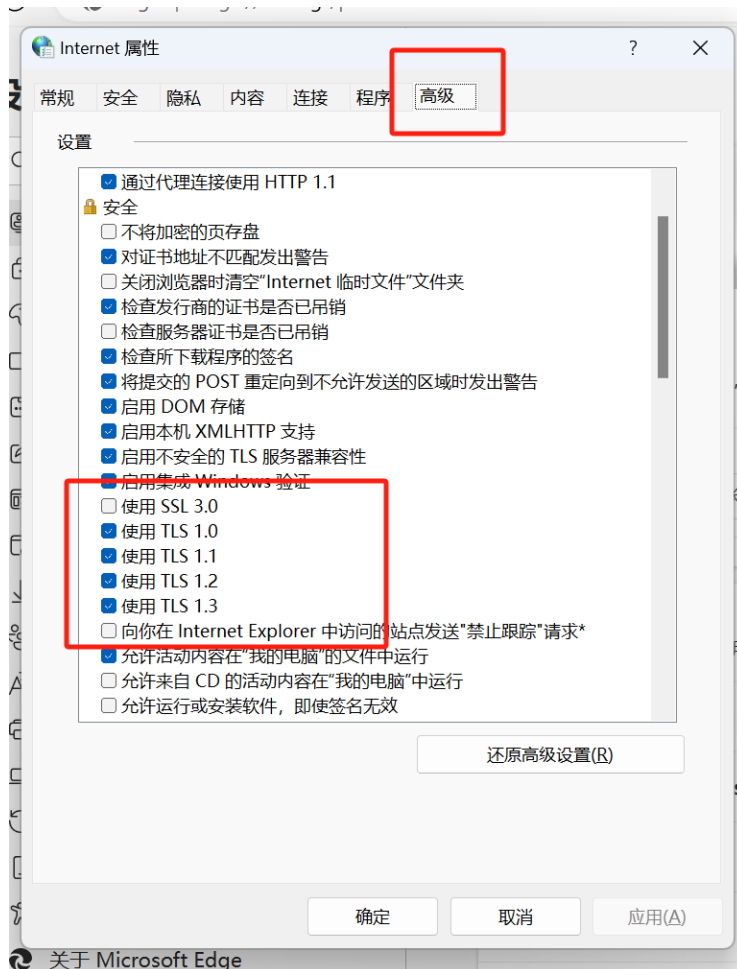 Internet 属性
?
常规 安全 隐私 内容 连接 程序 高级
设置
通过代理连接使用 HTTP 1.1
安全
不将加密的页存盘
对证书地址不匹配发出警告
关闭浏览器时清空"Internet 临时文件"文件夹
检查发行商的证书是否已吊销
检查服务器证书是否已吊销
检查所下载程序的签名
将提交的 POST 重定向到不允许发送的区域时发出警告
启用 DOM 存储
启用本机 XMLHTTP 支持
启用不安全的 TLS 服务器兼容性
启用集成 Windows 验证
使用 SSL 3.0
使用 TLS 1.0
使用 TLS 1.1
使用 TLS 1.2
使用 TLS 1.3
向你在 Internet Explorer 中访问的站点发送"禁止跟踪"请求*
允许活动内容在"我的电脑"的文件中运行
允许来自 CD 的活动内容在"我的电脑"中运行
允许运行或安装软件，即使签名无效
还原高级设置(R)
确定 取消 应用(A)
关于 Microsoft Edge